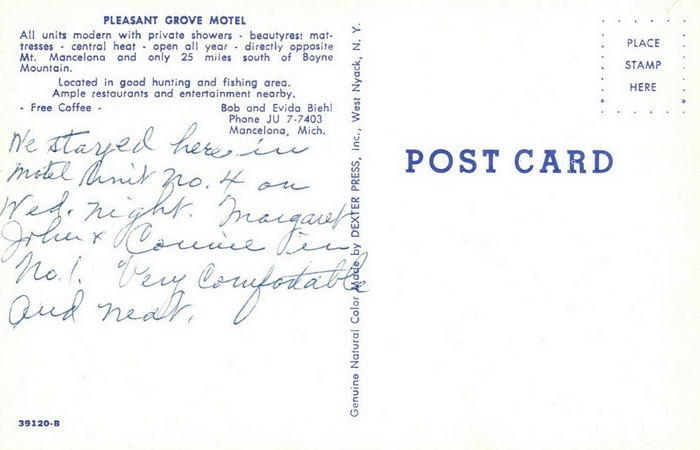 PLEASANT GROVE MOTEL
All units modern with private showers - beautyrest mat-
tresses - central heat - open all year - directly opposite
Mt. Mancelona and only 25 miles south of Boyne
Mountain.
Located in good hunting and fishing area.
Ample restaurants and entertainment nearby.
- Free Coffee -
Bob and Evida Biehl
Phone JU 7-7403
Mancelona, Mich.
We stayed here in
Motel Unit No. 4 on
Wed. night. Margaret
John & Connie in
No 1. Very Comfortable
and neat.
39120-B
Genuine Natural Color Made by DEXTER PRESS, Inc., West Nyack, N. Y.
POST CARD
PLACE
STAMP
HERE